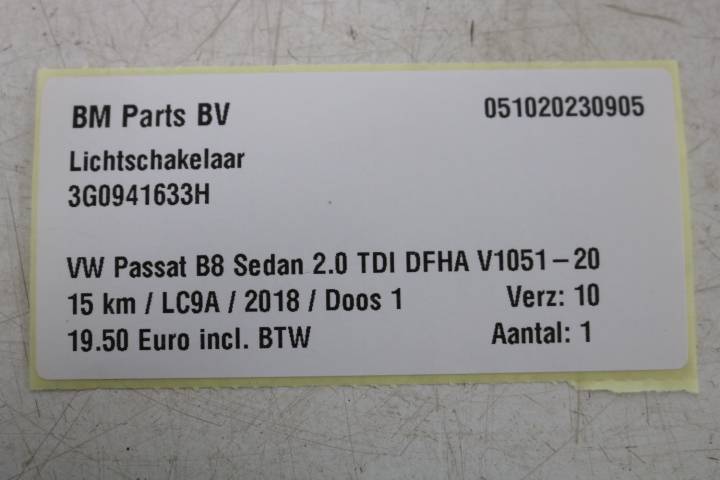 BM Parts BV 051020230905
Lichtschakelaar
3G0941633H
VW Passat B8 Sedan 2.0 TDI DFHA V1051-20
15 km / LC9A / 2018 / Doos 1 Verz: 10
19.50 Euro incl. BTW Aantal: 1